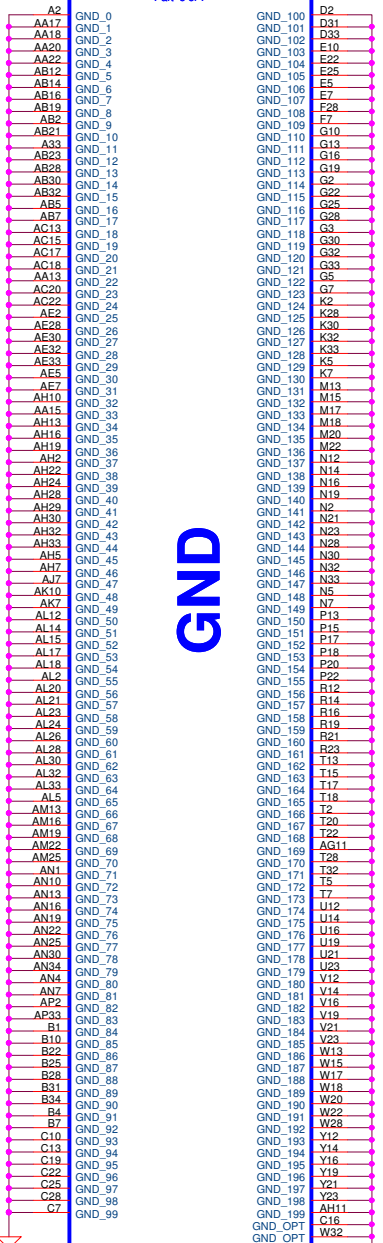 A2 GND_0 GND_100 D2
AA17 GND_1 GND_101 D31
AA18 GND_2 GND_102 D33
AA20 GND_3 GND_103 E10
AA22 GND_4 GND_104 E22
AB12 GND_5 GND_105 E25
AB14 GND_6 GND_106 E5
AB16 GND_7 GND_107 E7
AB19 GND_8 GND_108 F28
AB2 GND_9 GND_109 F7
AB21 GND_10 GND_110 G10
A33 GND_11 GND_111 G13
AB23 GND_12 GND_112 G16
AB28 GND_13 GND_113 G19
AB30 GND_14 GND_114 G2
AB32 GND_15 GND_115 G22
AB5 GND_16 GND_116 G25
AB7 GND_17 GND_117 G28
AC13 GND_18 GND_118 G3
AC15 GND_19 GND_119 G30
AC17 GND_20 GND_120 G32
AC18 GND_21 GND_121 G33
AA13 GND_22 GND_122 G5
AC20 GND_23 GND_123 G7
AC22 GND_24 GND_124 K2
AE2 GND_25 GND_125 K28
AE28 GND_26 GND_126 K30
AE30 GND_27 GND_127 K32
AE32 GND_28 GND_128 K33
AE33 GND_29 GND_129 K5
AE5 GND_30 GND_130 K7
AE7 GND_31 GND_131 M13
AH10 GND_32 GND_132 M15
AA15 GND_33 GND_133 M17
AH13 GND_34 GND_134 M18
AH16 GND_35 GND_135 M20
AH19 GND_36 GND_136 M22
AH2 GND_37 GND_137 N12
AH22 GND_38 GND_138 N14
AH24 GND_39 GND_139 N16
AH28 GND_40 GND_140 N19
AH29 GND_41 GND_141 N2
AH30 GND_42 GND_142 N21
AH32 GND_43 GND_143 N23
AH33 GND_44 GND_144 N28
AH5 GND_45 GND_145 N30
AH7 GND_46 GND_146 N32
AJ7 GND_47 GND_147 N33
AK10 GND_48 GND_148 N5
AK7 GND_49 GND_149 N7
AL12 GND_50 GND_150 P13
AL14 GND_51 GND_151 P15
AL15 GND_52 GND_152 P17
AL17 GND_53 GND_153 P18
AL18 GND_54 GND_154 P20
AL2 GND_55 GND_155 P22
AL20 GND_56 GND_156 R12
AL21 GND_57 GND_157 R14
AL23 GND_58 GND_158 R16
AL24 GND_59 GND_159 R19
AL26 GND_60 GND_160 R21
AL28 GND_61 GND_161 R23
AL30 GND_62 GND_162 T13
AL32 GND_63 GND_163 T15
AL33 GND_64 GND_164 T17
AL5 GND_65 GND_165 T18
AM13 GND_66 GND_166 T2
AM16 GND_67 GND_167 T20
AM19 GND_68 GND_168 T22
AM22 GND_69 GND_169 AG11
AM25 GND_70 GND_170 T28
AN1 GND_71 GND_171 T32
AN10 GND_72 GND_172 T5
AN13 GND_73 GND_173 T7
AN16 GND_74 GND_174 U12
AN19 GND_75 GND_175 U14
AN22 GND_76 GND_176 U16
AN25 GND_77 GND_177 U19
AN30 GND_78 GND_178 U21
AN34 GND_79 GND_179 U23
AN4 GND_80 GND_180 V12
AN7 GND_81 GND_181 V14
AP2 GND_82 GND_182 V16
AP33 GND_83 GND_183 V19
B1 GND_84 GND_184 V21
B10 GND_85 GND_185 V23
B22 GND_86 GND_186 W13
B25 GND_87 GND_187 W15
B28 GND_88 GND_188 W17
B31 GND_89 GND_189 W18
B34 GND_90 GND_190 W20
B4 GND_91 GND_191 W22
B7 GND_92 GND_192 W28
C10 GND_93 GND_193 Y12
C13 GND_94 GND_194 Y14
C19 GND_95 GND_195 Y16
C22 GND_96 GND_196 Y19
C25 GND_97 GND_197 Y21
C28 GND_98 GND_198 Y23
C7 GND_99 GND_199 AH11
GND_OPT C16
GND_OPT W32
GND